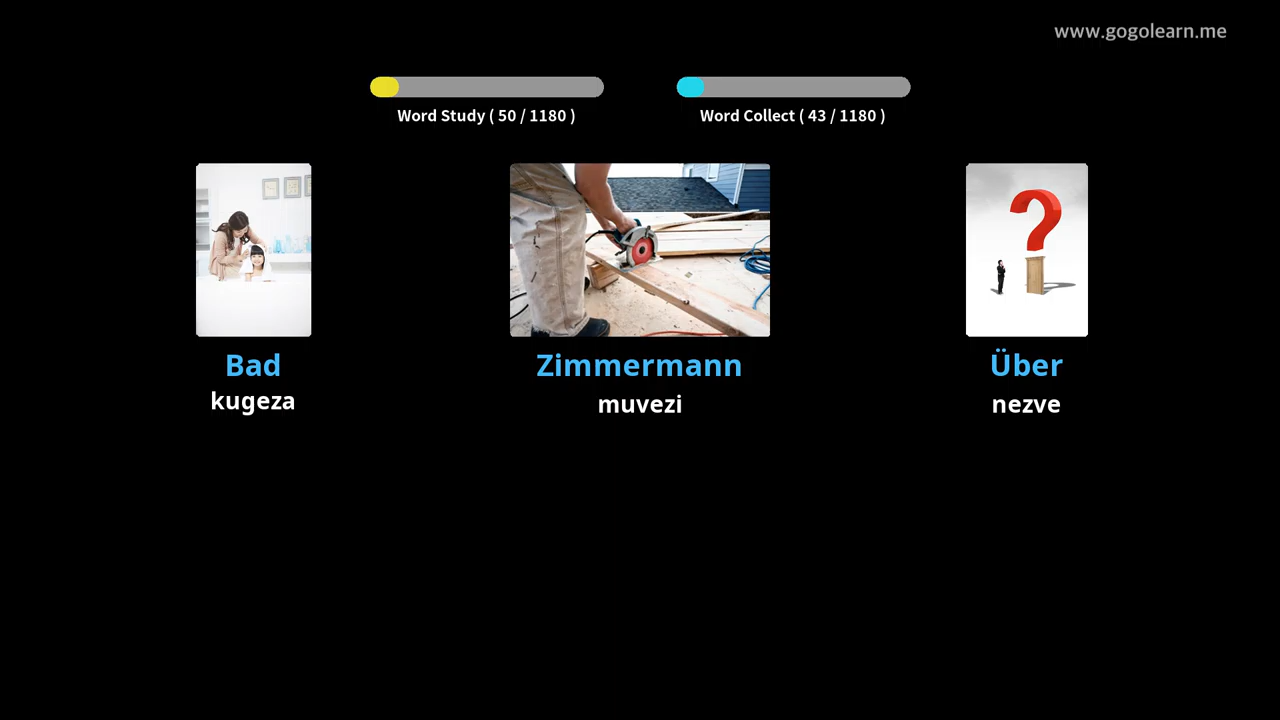 www.gogolearn.me
Word Study ( 50 / 1180 )
Word Collect ( 43 / 1180 )
Bad
kugeza
Zimmermann
muvezi
Über
nezve